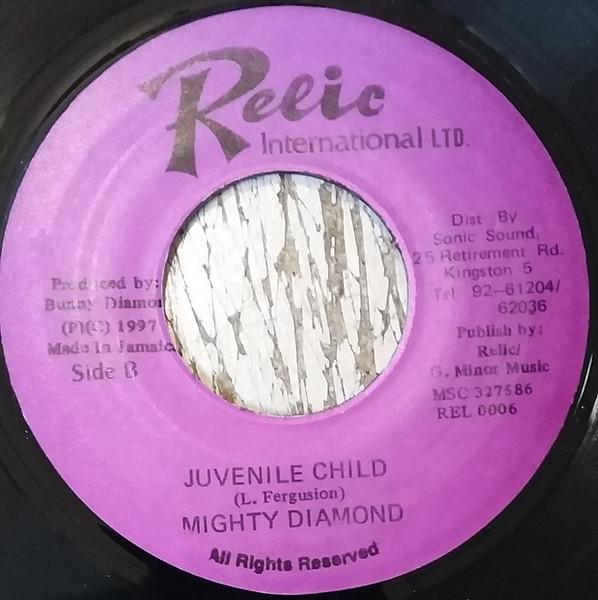 Relic
International LTD.
Produced by:
Bunny Diamon
(P)(C) 1997
Made in Jamaic
Side B
Dist By
Sonic Sound,
25 Retirement Rd.
Kingston 5
Tel 92-61204/
62036
Publish by:
Relic/
G. Minor Music
MSC 327586
REL 0006
JUVENILE CHILD
(L. Fergusion)
MIGHTY DIAMOND
All Rights Reserved